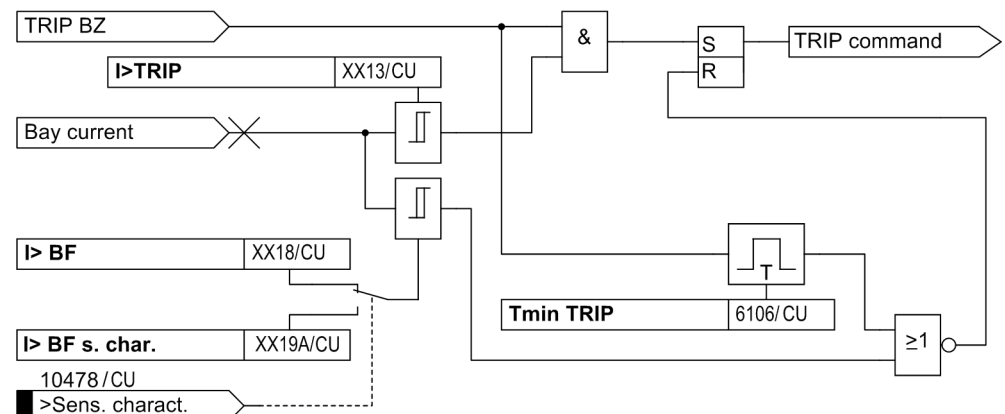 TRIP BZ
&
S
TRIP command
R
I>TRIP XX13/CU
Bay current
I> BF XX18/CU
T
Tmin TRIP 6106/CU
I> BF s. char. XX19A/CU
≥1
10478/CU
>Sens. charact.